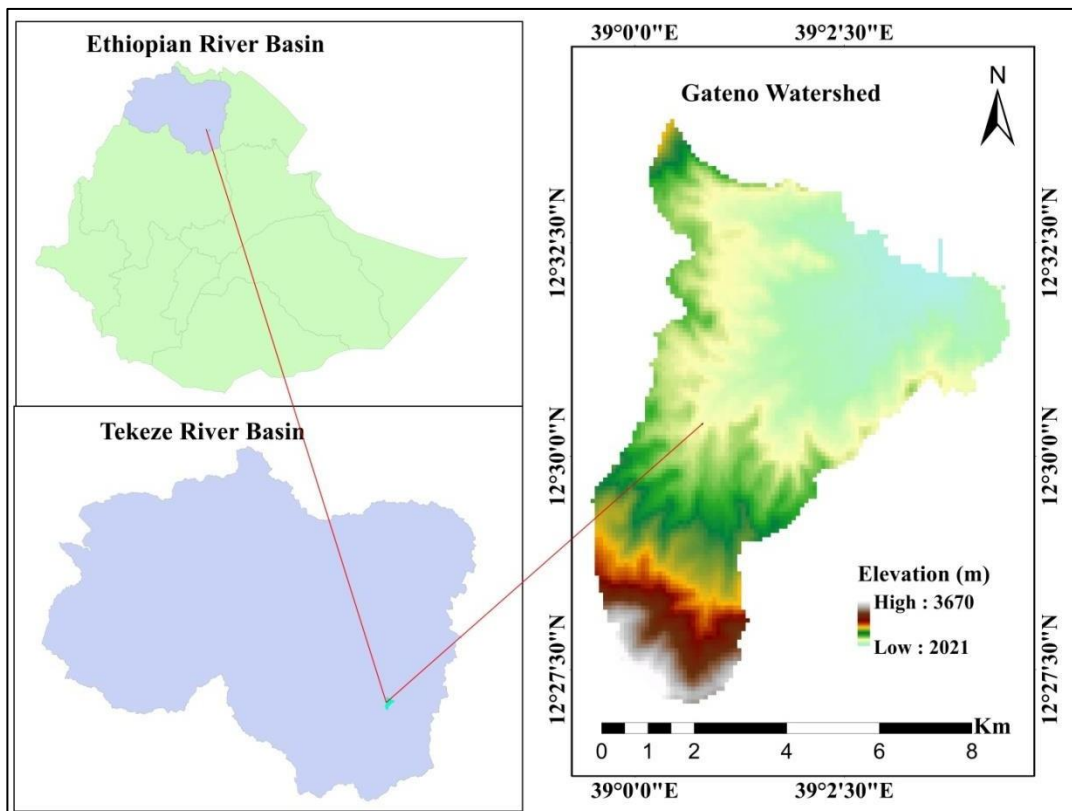 Ethiopian River Basin
Tekeze River Basin
39°0'0"E 39°2'30"E
Gateno Watershed
N
12°32'30"N
12°30'0"N
12°27'30"N
12°32'30"N
12°30'0"N
12°27'30"N
Elevation (m)
High : 3670
Low : 2021
Km
0 1 2 4 6 8
39°0'0"E 39°2'30"E